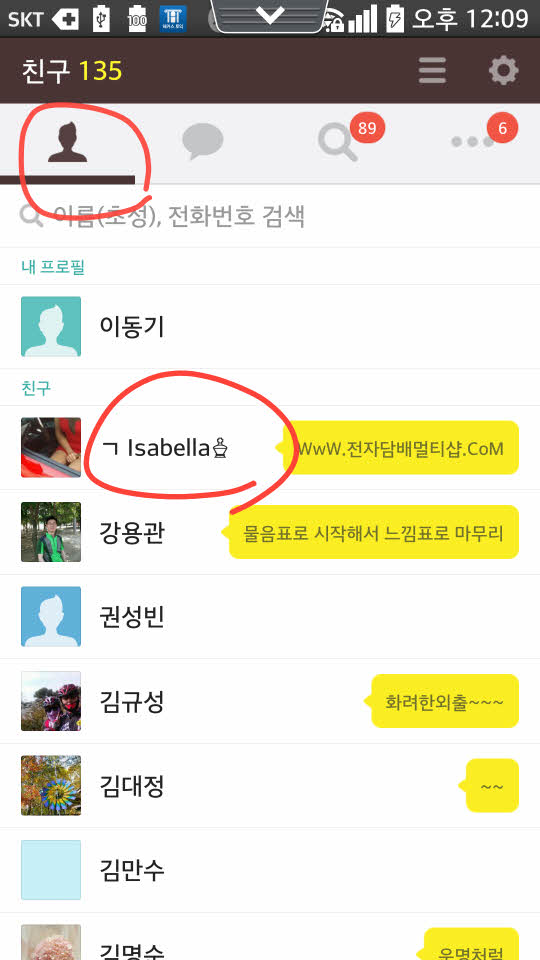 SKT 100 오후 12:09
친구 135
89 6
이름(초성), 전화번호 검색
내 프로필
이동기
친구
ㄱ Isabella♔ WwW.전자담배멀티샵.CoM
강용관 물음표로 시작해서 느낌표로 마무리
권성빈
김규성 화려한외출~~~
김대정 ~~
김만수
김명수 우명처럼